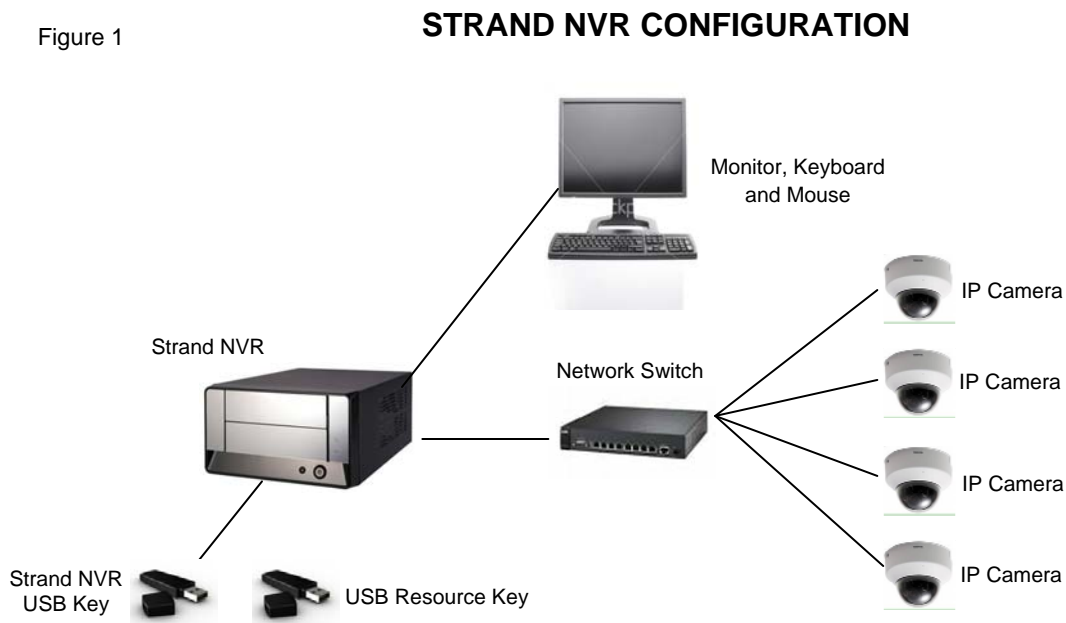 Figure 1
STRAND NVR CONFIGURATION
Monitor, Keyboard
and Mouse
IP Camera
Strand NVR
Network Switch
IP Camera
IP Camera
IP Camera
Strand NVR
USB Key
USB Resource Key